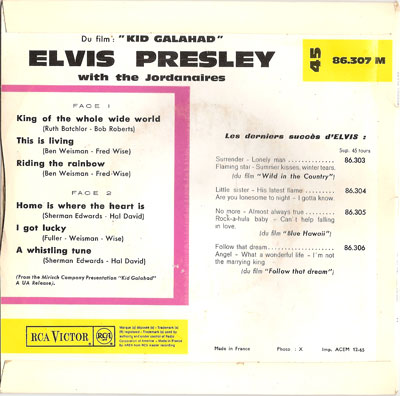 Du film : "KID GALAHAD"
ELVIS PRESLEY
with the Jordanaires
45
86.307 M
FACE 1
King of the whole wide world
(Ruth Batchlor - Bob Roberts)
This is living
(Ben Weisman - Fred Wise)
Riding the rainbow
(Ben Weisman - Fred Wise)
FACE 2
Home is where the heart is
(Sherman Edwards - Hal David)
I got lucky
(Fuller - Weisman - Wise)
A whistling tune
(Sherman Edwards - Hal David)
(From the Mirisch Company Presentation "Kid Galahad"
A UA Release).
Les derniers succès d'ELVIS :
Sup. 45 tours
Surrender - Lonely man 86.303
Flaming star - Summer kisses, winter tears.
(du film "Wild in the Country")
Little sister - His latest flame 86.304
Are you lonesome to night - I gotta know.
No more - Almost always true 86.305
Rock-a-hula baby - Can't help falling
in love.
(du film "Blue Hawaii")
Follow that dream 86.306
Angel - What a wonderful life - I'm not
the marrying king
(du film "Follow that dream")
RCA VICTOR
RCA
Made in France
Photo : X
Imp. ACEM 12-65